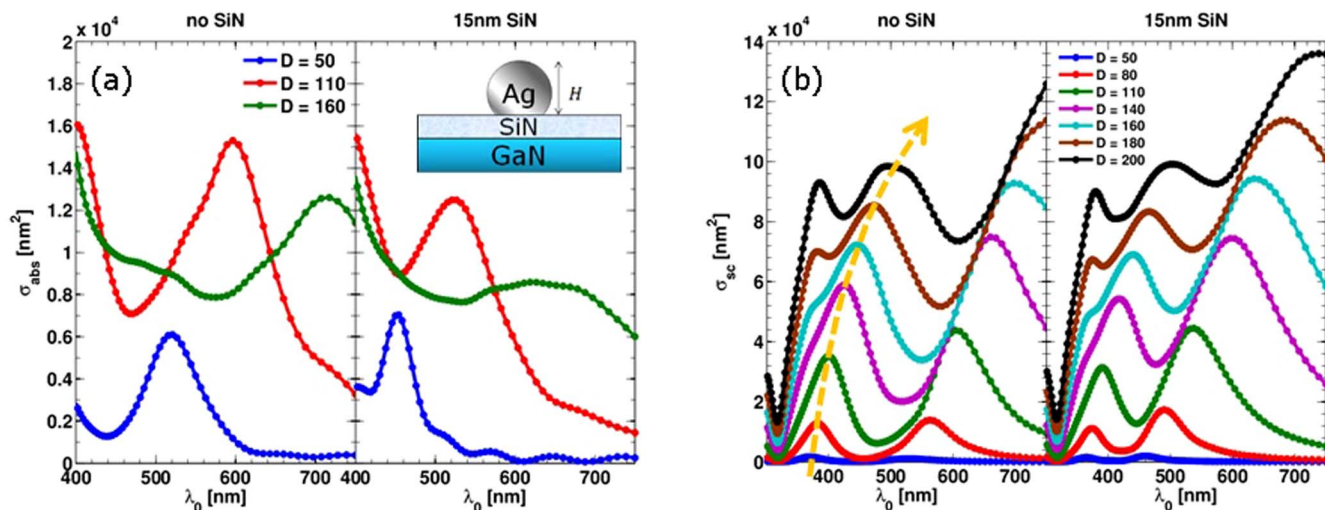 no SiN
15nm SiN
× 10⁴
2
1.8
1.6
1.4
1.2
1
0.8
0.6
0.4
0.2
0
σabs [nm²]
(a)
D = 50
D = 110
D = 160
Ag
H
SiN
GaN
400 500 600 700 400 500 600 700
λ₀ [nm]
λ₀ [nm]
no SiN
15nm SiN
× 10⁴
14
12
10
8
6
4
2
0
σsc [nm²]
(b)
D = 50
D = 80
D = 110
D = 140
D = 160
D = 180
D = 200
400 500 600 700 400 500 600 700
λ₀ [nm]
λ₀ [nm]